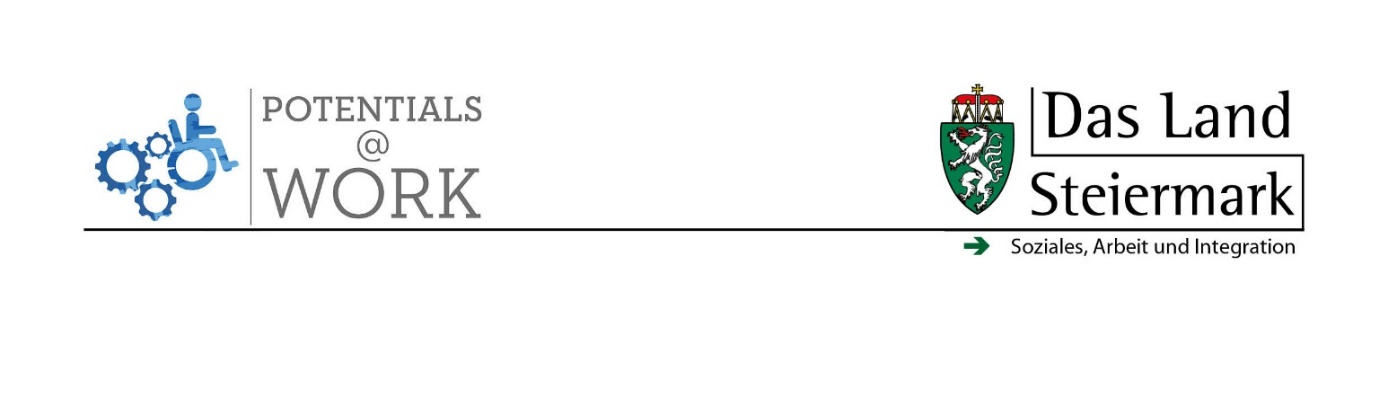 POTENTIALS
@
WORK
Das Land
Steiermark
➔ Soziales, Arbeit und Integration